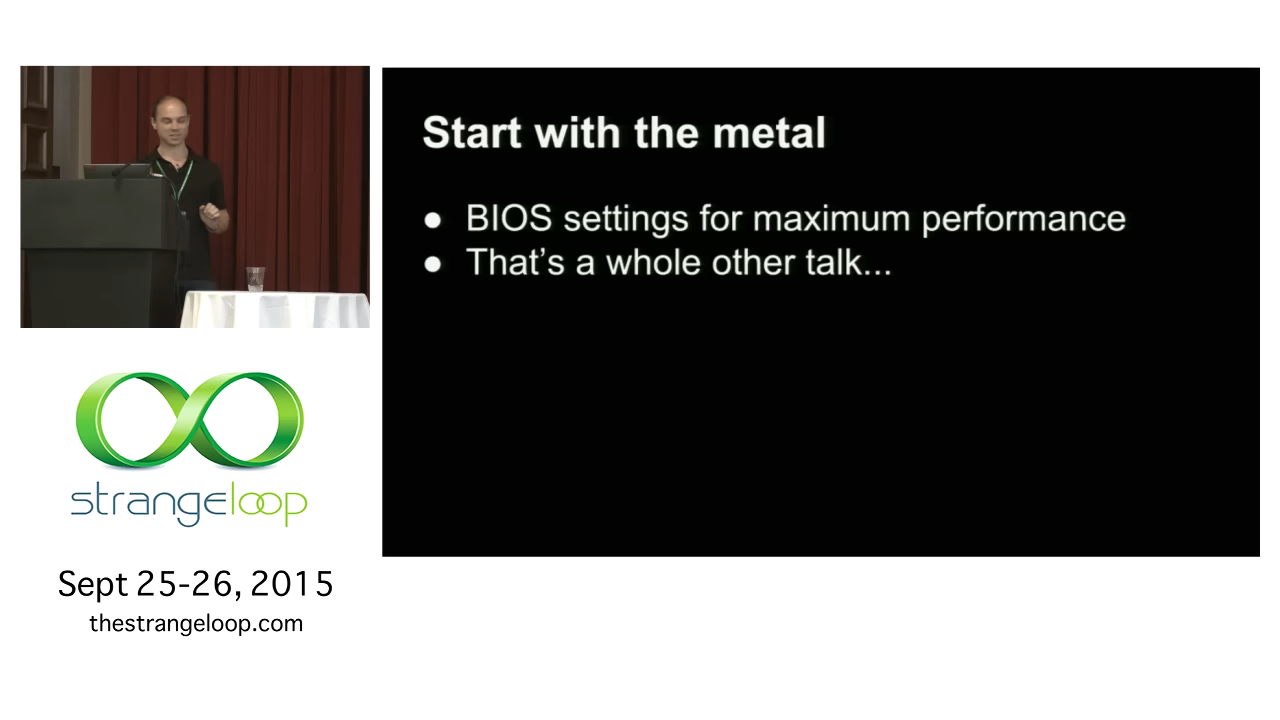 Start with the metal
● BIOS settings for maximum performance
● That's a whole other talk...
strangeloop
Sept 25-26, 2015
thestrangeloop.com